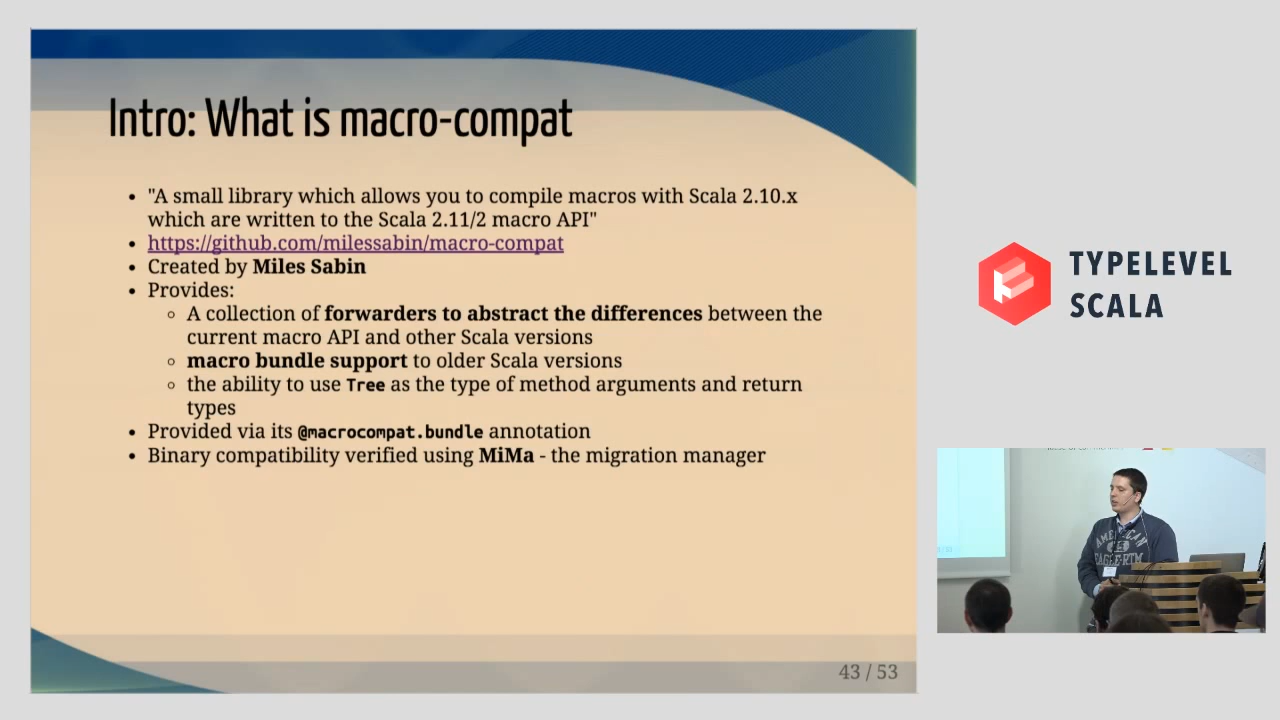 Intro: What is macro-compat
"A small library which allows you to compile macros with Scala 2.10.x
which are written to the Scala 2.11/2 macro API"
https://github.com/milessabin/macro-compat
Created by Miles Sabin
Provides:
A collection of forwarders to abstract the differences between the
current macro API and other Scala versions
macro bundle support to older Scala versions
the ability to use Tree as the type of method arguments and return
types
Provided via its @macrocompat.bundle annotation
Binary compatibility verified using MiMa - the migration manager
43 / 53
TYPELEVEL
SCALA
AMERICAN